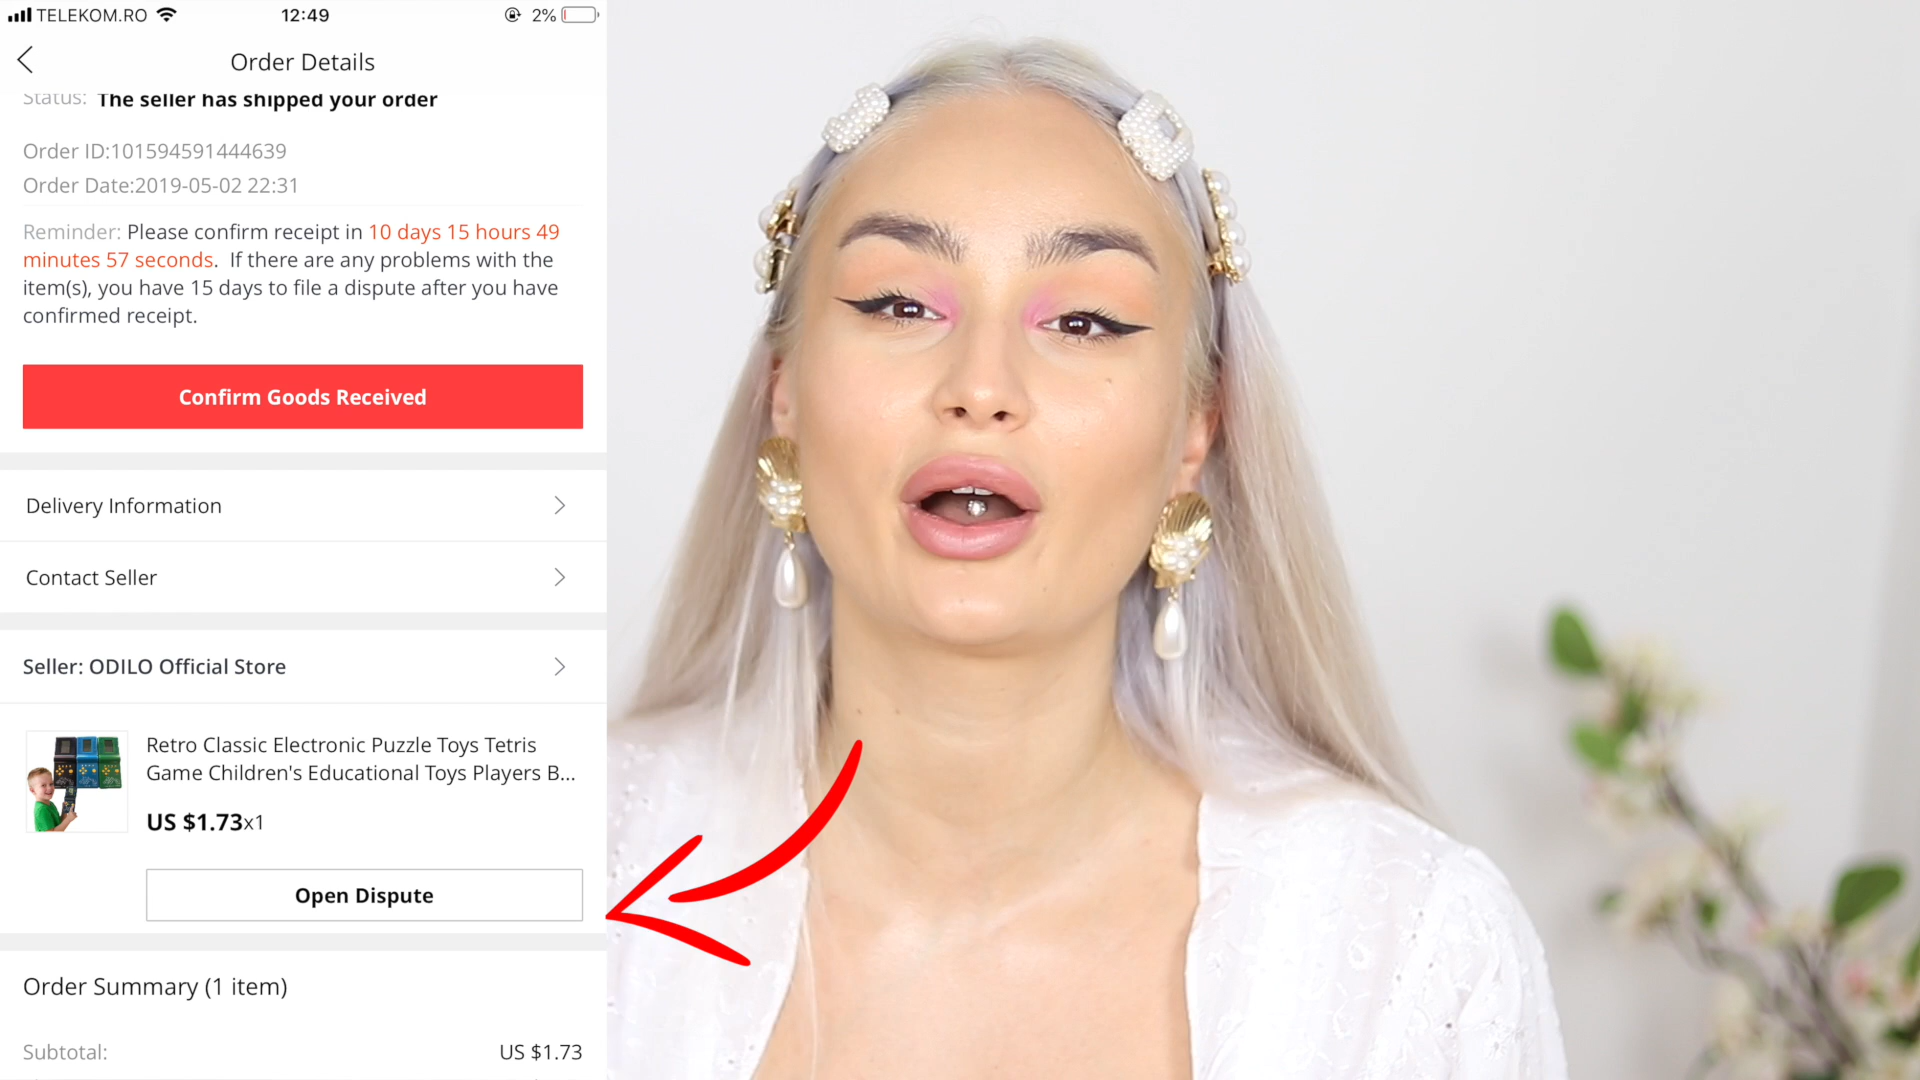 TELEKOM.RO 12:49 2%
Order Details
Status: The seller has shipped your order
Order ID:101594591444639
Order Date:2019-05-02 22:31
Reminder: Please confirm receipt in 10 days 15 hours 49
minutes 57 seconds. If there are any problems with the
item(s), you have 15 days to file a dispute after you have
confirmed receipt.
Confirm Goods Received
Delivery Information
Contact Seller
Seller: ODILO Official Store
Retro Classic Electronic Puzzle Toys Tetris
Game Children's Educational Toys Players B...
US $1.73x1
Open Dispute
Order Summary (1 item)
Subtotal: US $1.73